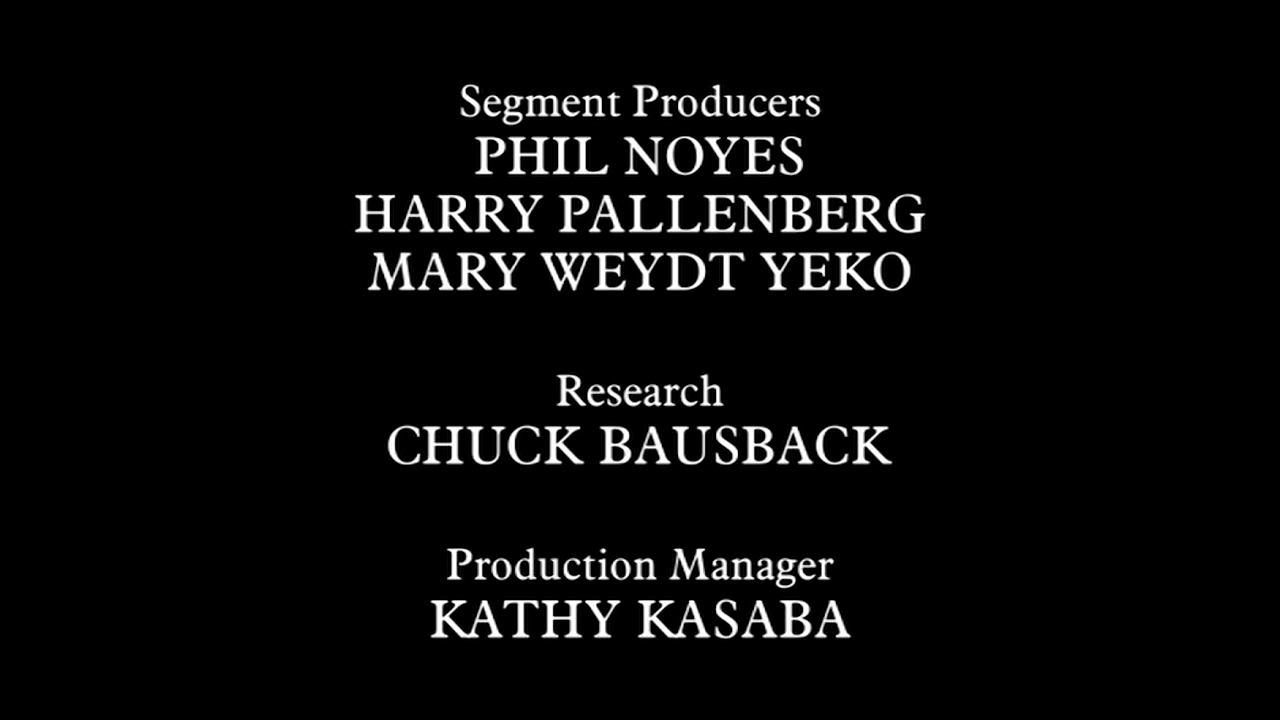 Segment Producers
PHIL NOYES
HARRY PALLENBERG
MARY WEYDT YEKO
Research
CHUCK BAUSBACK
Production Manager
KATHY KASABA